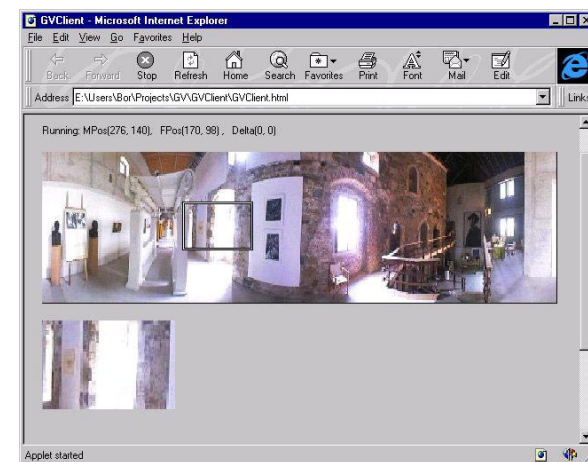 GVClient - Microsoft Internet Explorer
File Edit View Go Favorites Help
Back Forward Stop Refresh Home Search Favorites Print Font Mail Edit
Address E:\Users\Bor\Projects\GV\GVClient\GVClient.html Links
Running: MPos(276, 140), FPos(170, 98) , Delta(0, 0)
Applet started